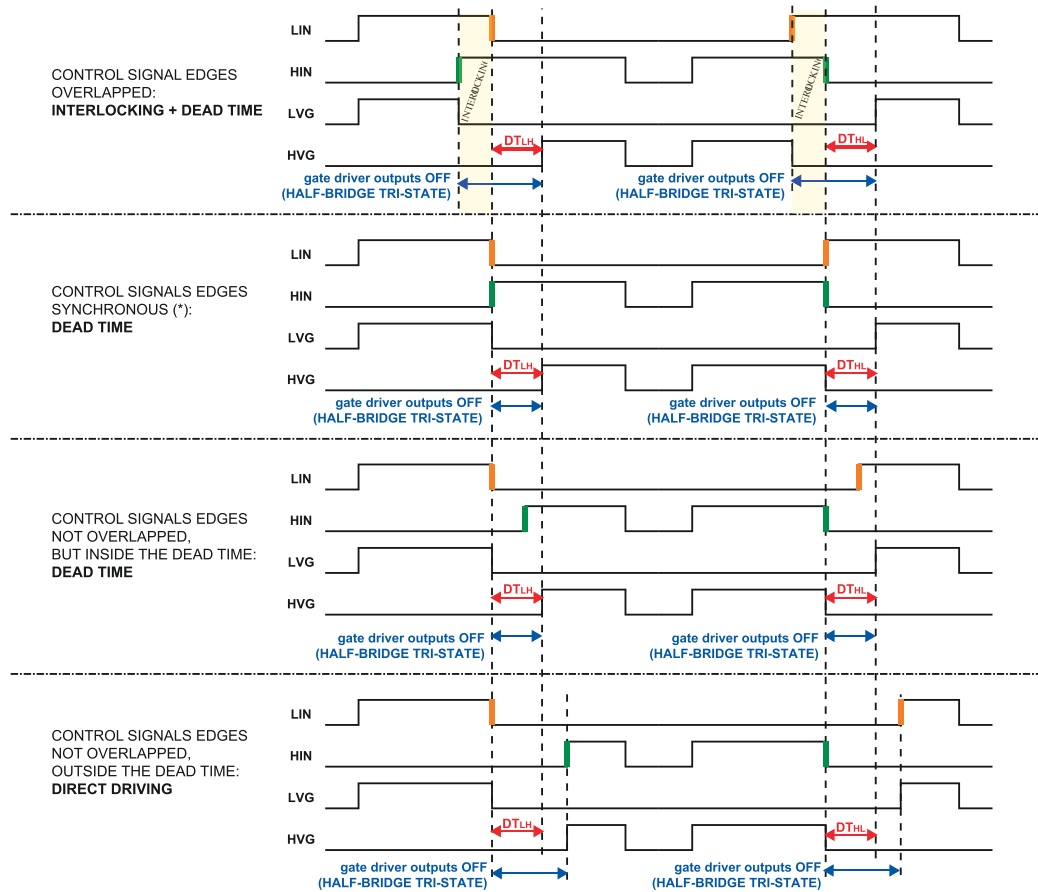 CONTROL SIGNAL EDGES
OVERLAPPED:
INTERLOCKING + DEAD TIME
LIN
HIN
LVG
HVG
INTERLOCKING
INTERLOCKING
DTLH
DTHL
gate driver outputs OFF
(HALF-BRIDGE TRI-STATE)
gate driver outputs OFF
(HALF-BRIDGE TRI-STATE)
CONTROL SIGNALS EDGES
SYNCHRONOUS (*):
DEAD TIME
LIN
HIN
LVG
HVG
DTLH
DTHL
gate driver outputs OFF
(HALF-BRIDGE TRI-STATE)
gate driver outputs OFF
(HALF-BRIDGE TRI-STATE)
CONTROL SIGNALS EDGES
NOT OVERLAPPED,
BUT INSIDE THE DEAD TIME:
DEAD TIME
LIN
HIN
LVG
HVG
DTLH
DTHL
gate driver outputs OFF
(HALF-BRIDGE TRI-STATE)
gate driver outputs OFF
(HALF-BRIDGE TRI-STATE)
CONTROL SIGNALS EDGES
NOT OVERLAPPED,
OUTSIDE THE DEAD TIME:
DIRECT DRIVING
LIN
HIN
LVG
HVG
DTLH
DTHL
gate driver outputs OFF
(HALF-BRIDGE TRI-STATE)
gate driver outputs OFF
(HALF-BRIDGE TRI-STATE)